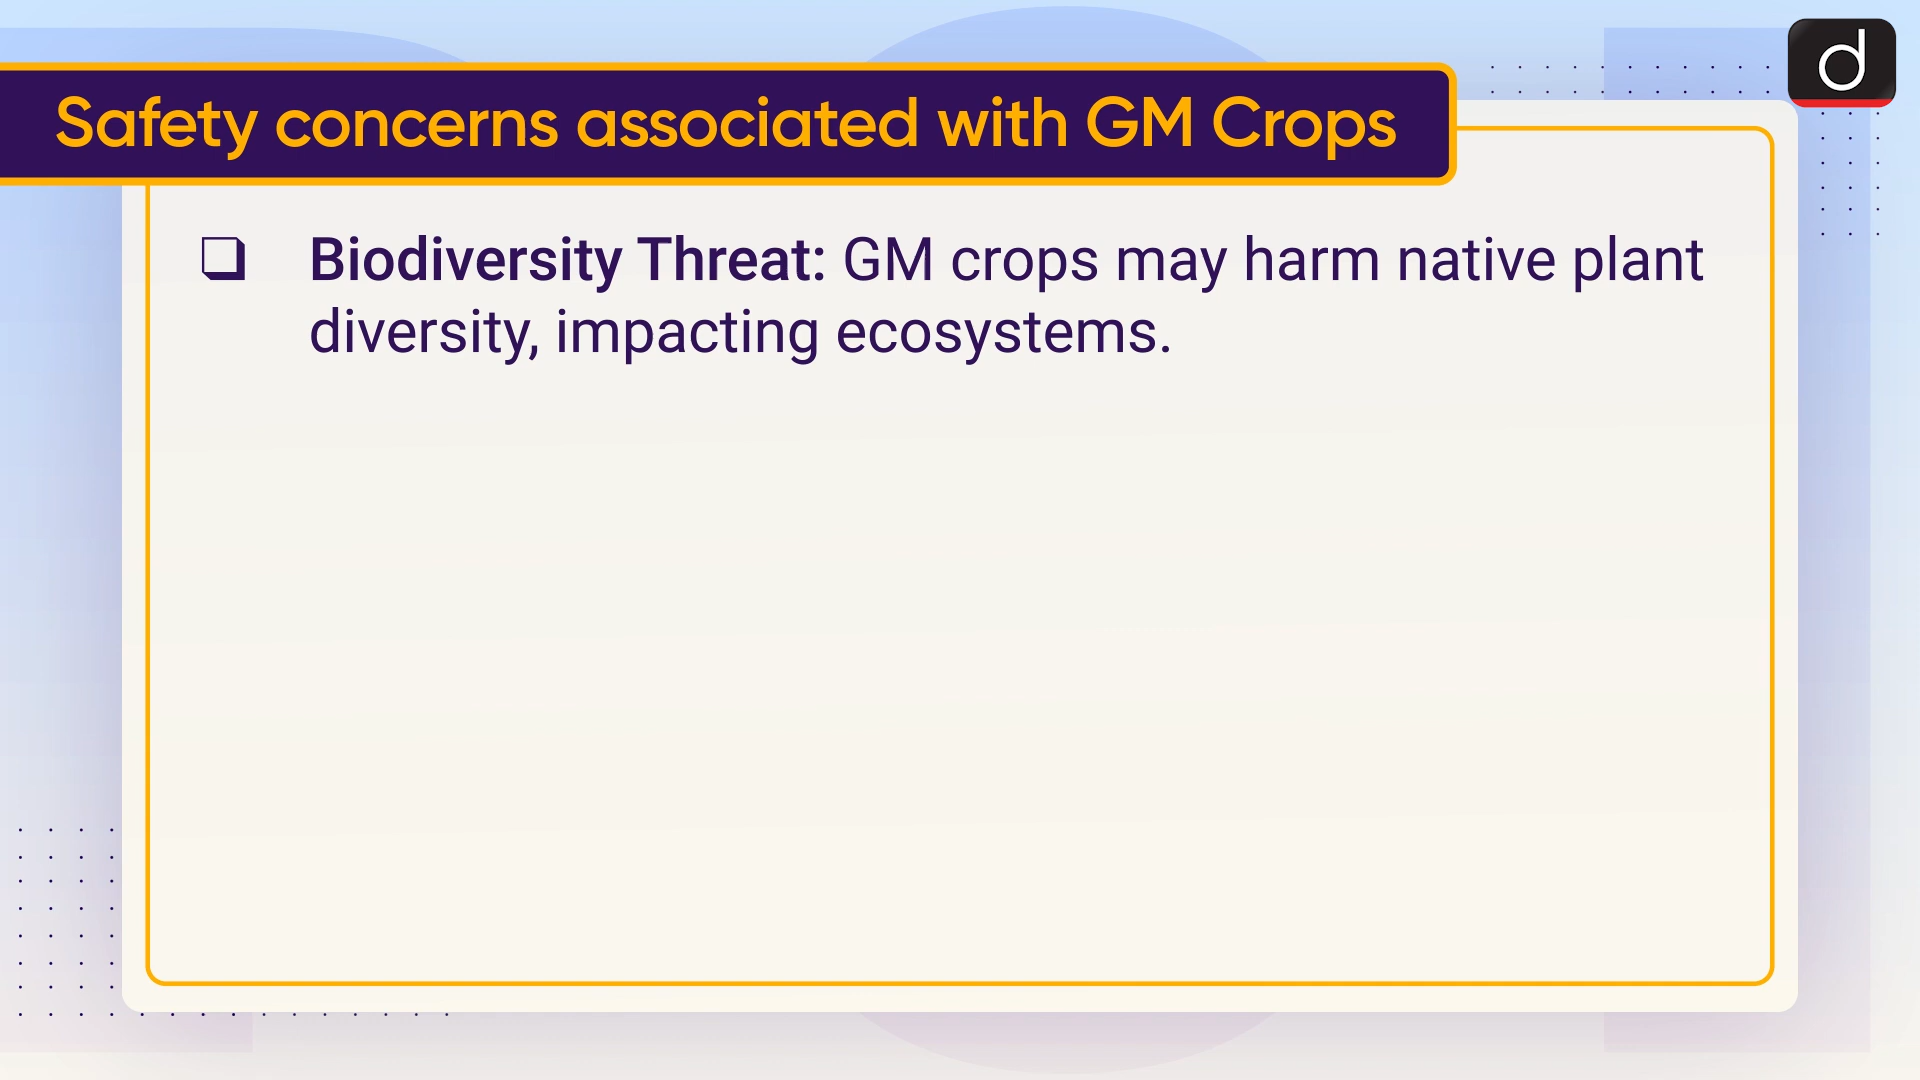 d
Safety concerns associated with GM Crops
❑ Biodiversity Threat: GM crops may harm native plant
diversity, impacting ecosystems.